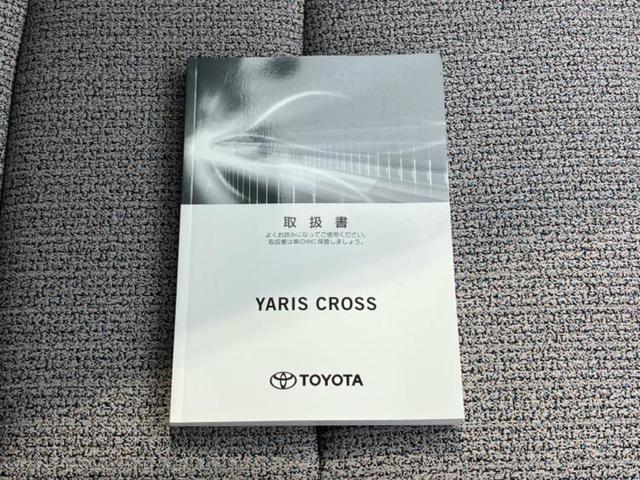 取扱書
よくお読みになってご使用ください。
取扱書は車の中に保管しましょう。
YARIS CROSS
TOYOTA